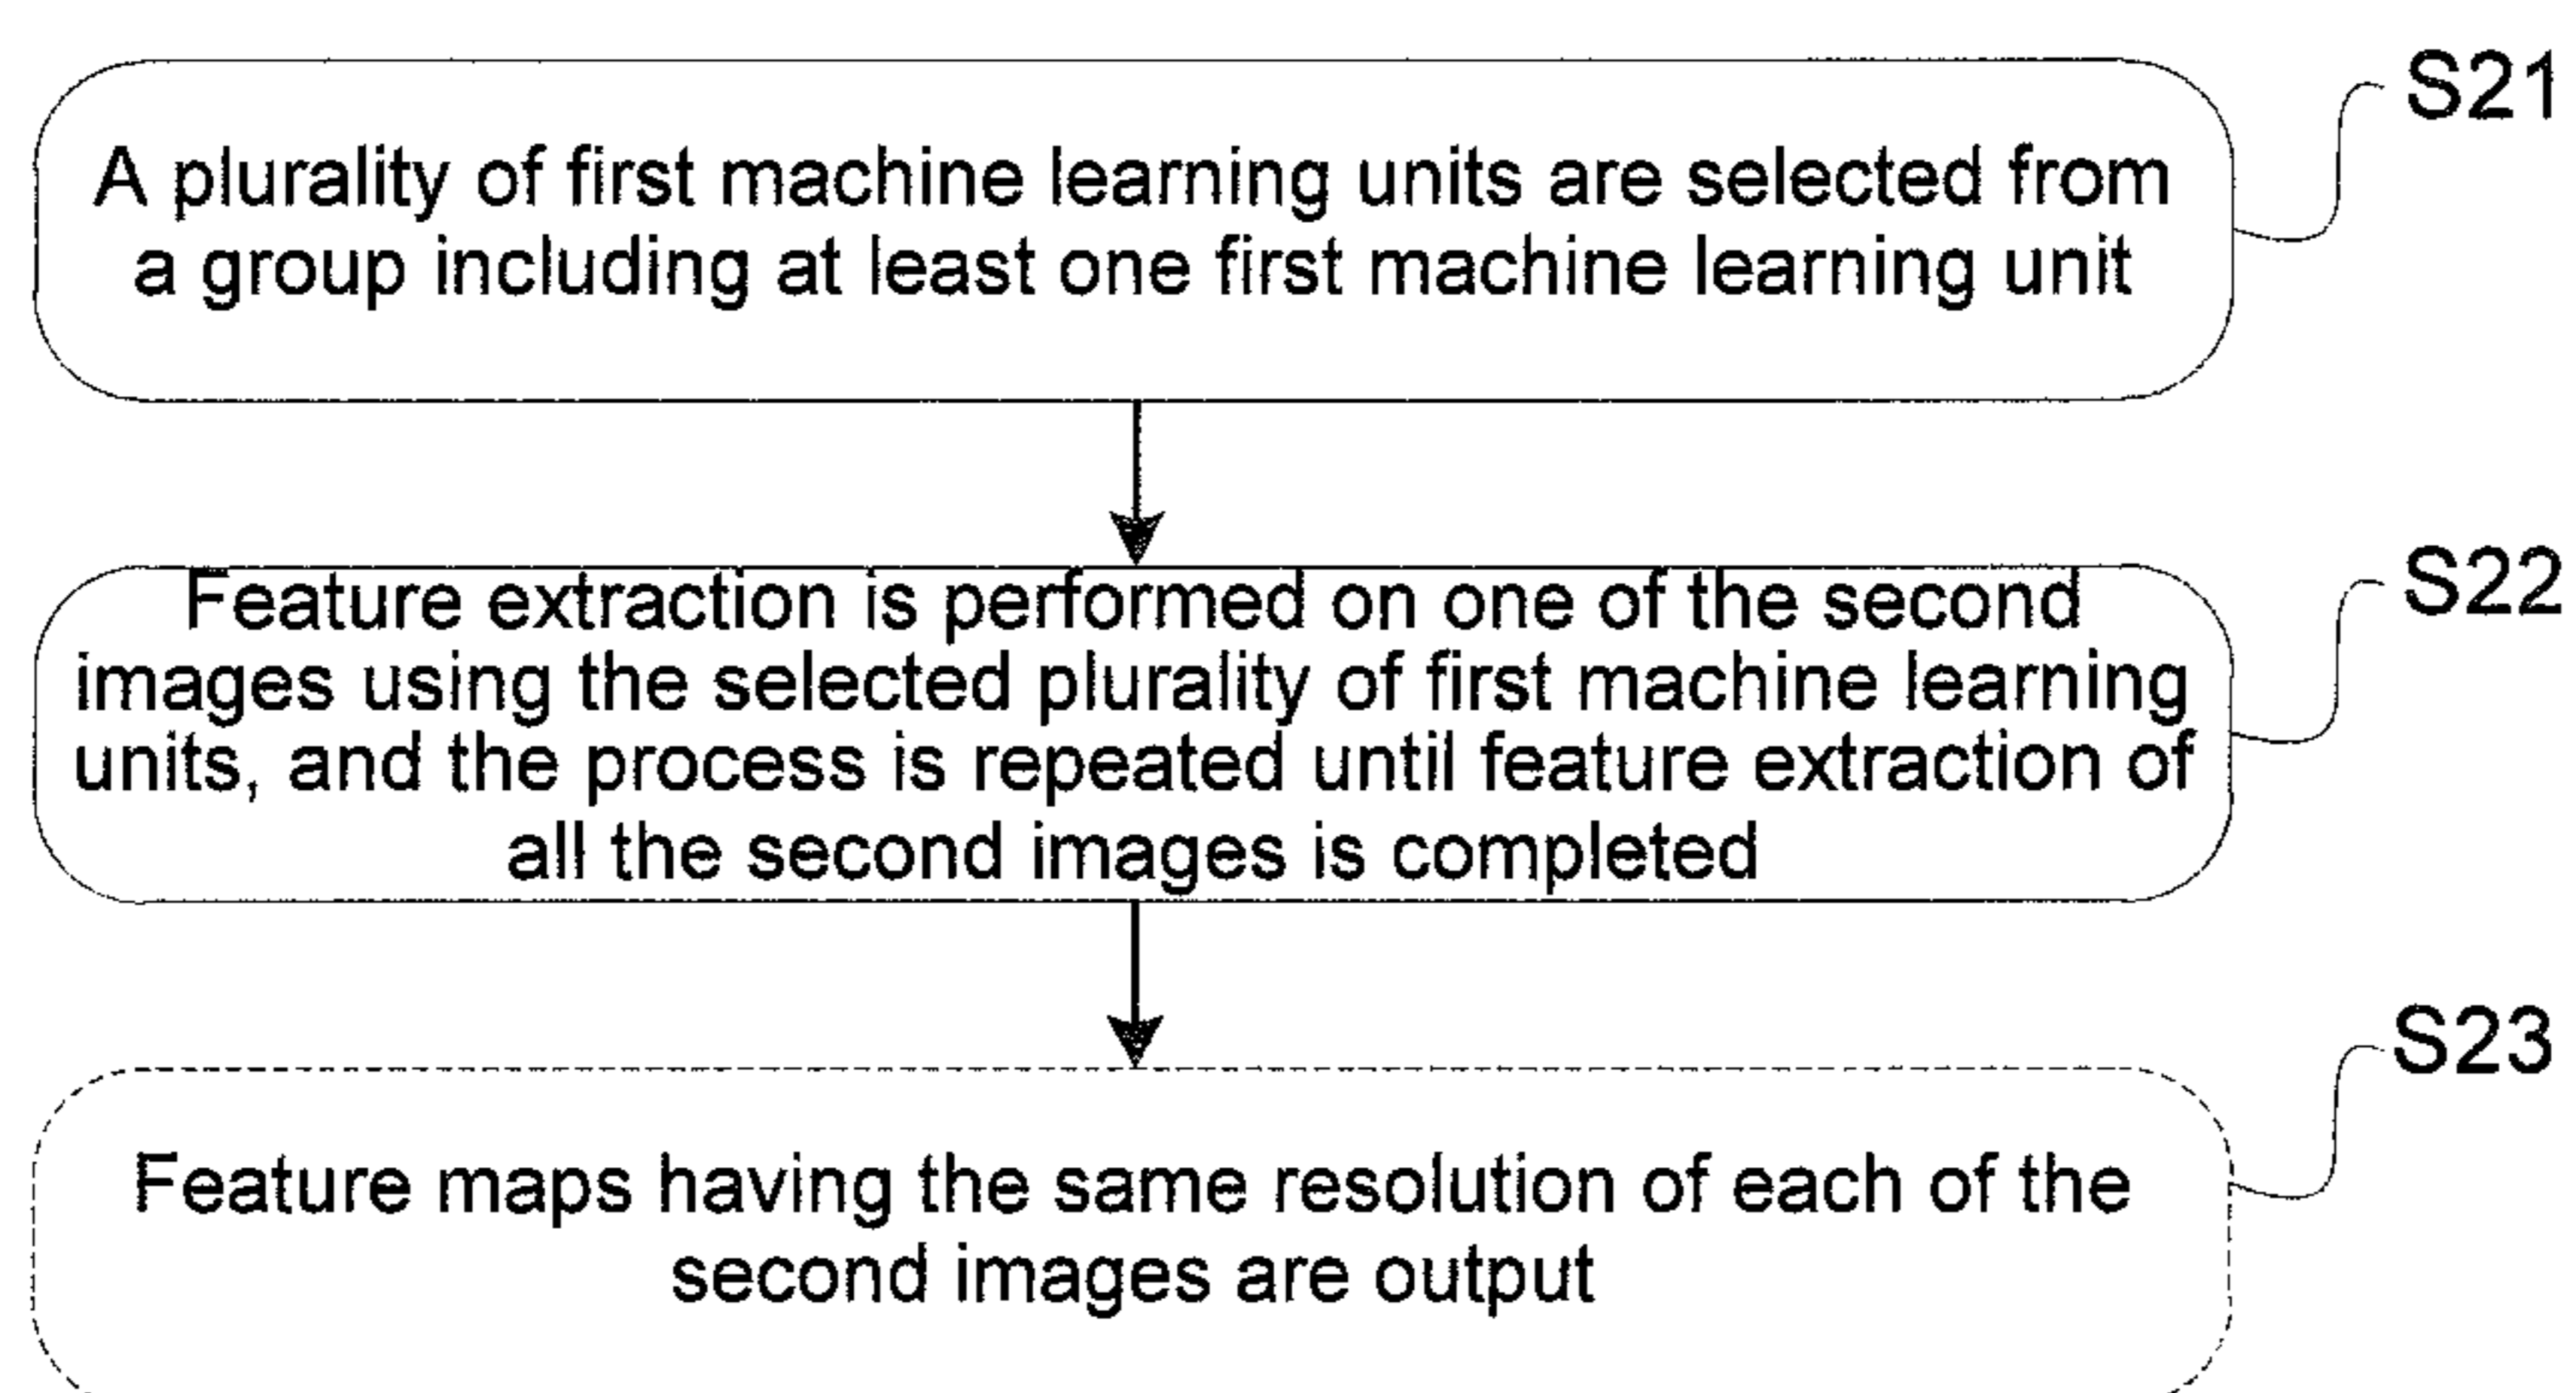 S21
A plurality of first machine learning units are selected from
a group including at least one first machine learning unit
S22
Feature extraction is performed on one of the second
images using the selected plurality of first machine learning
units, and the process is repeated until feature extraction of
all the second images is completed
S23
Feature maps having the same resolution of each of the
second images are output